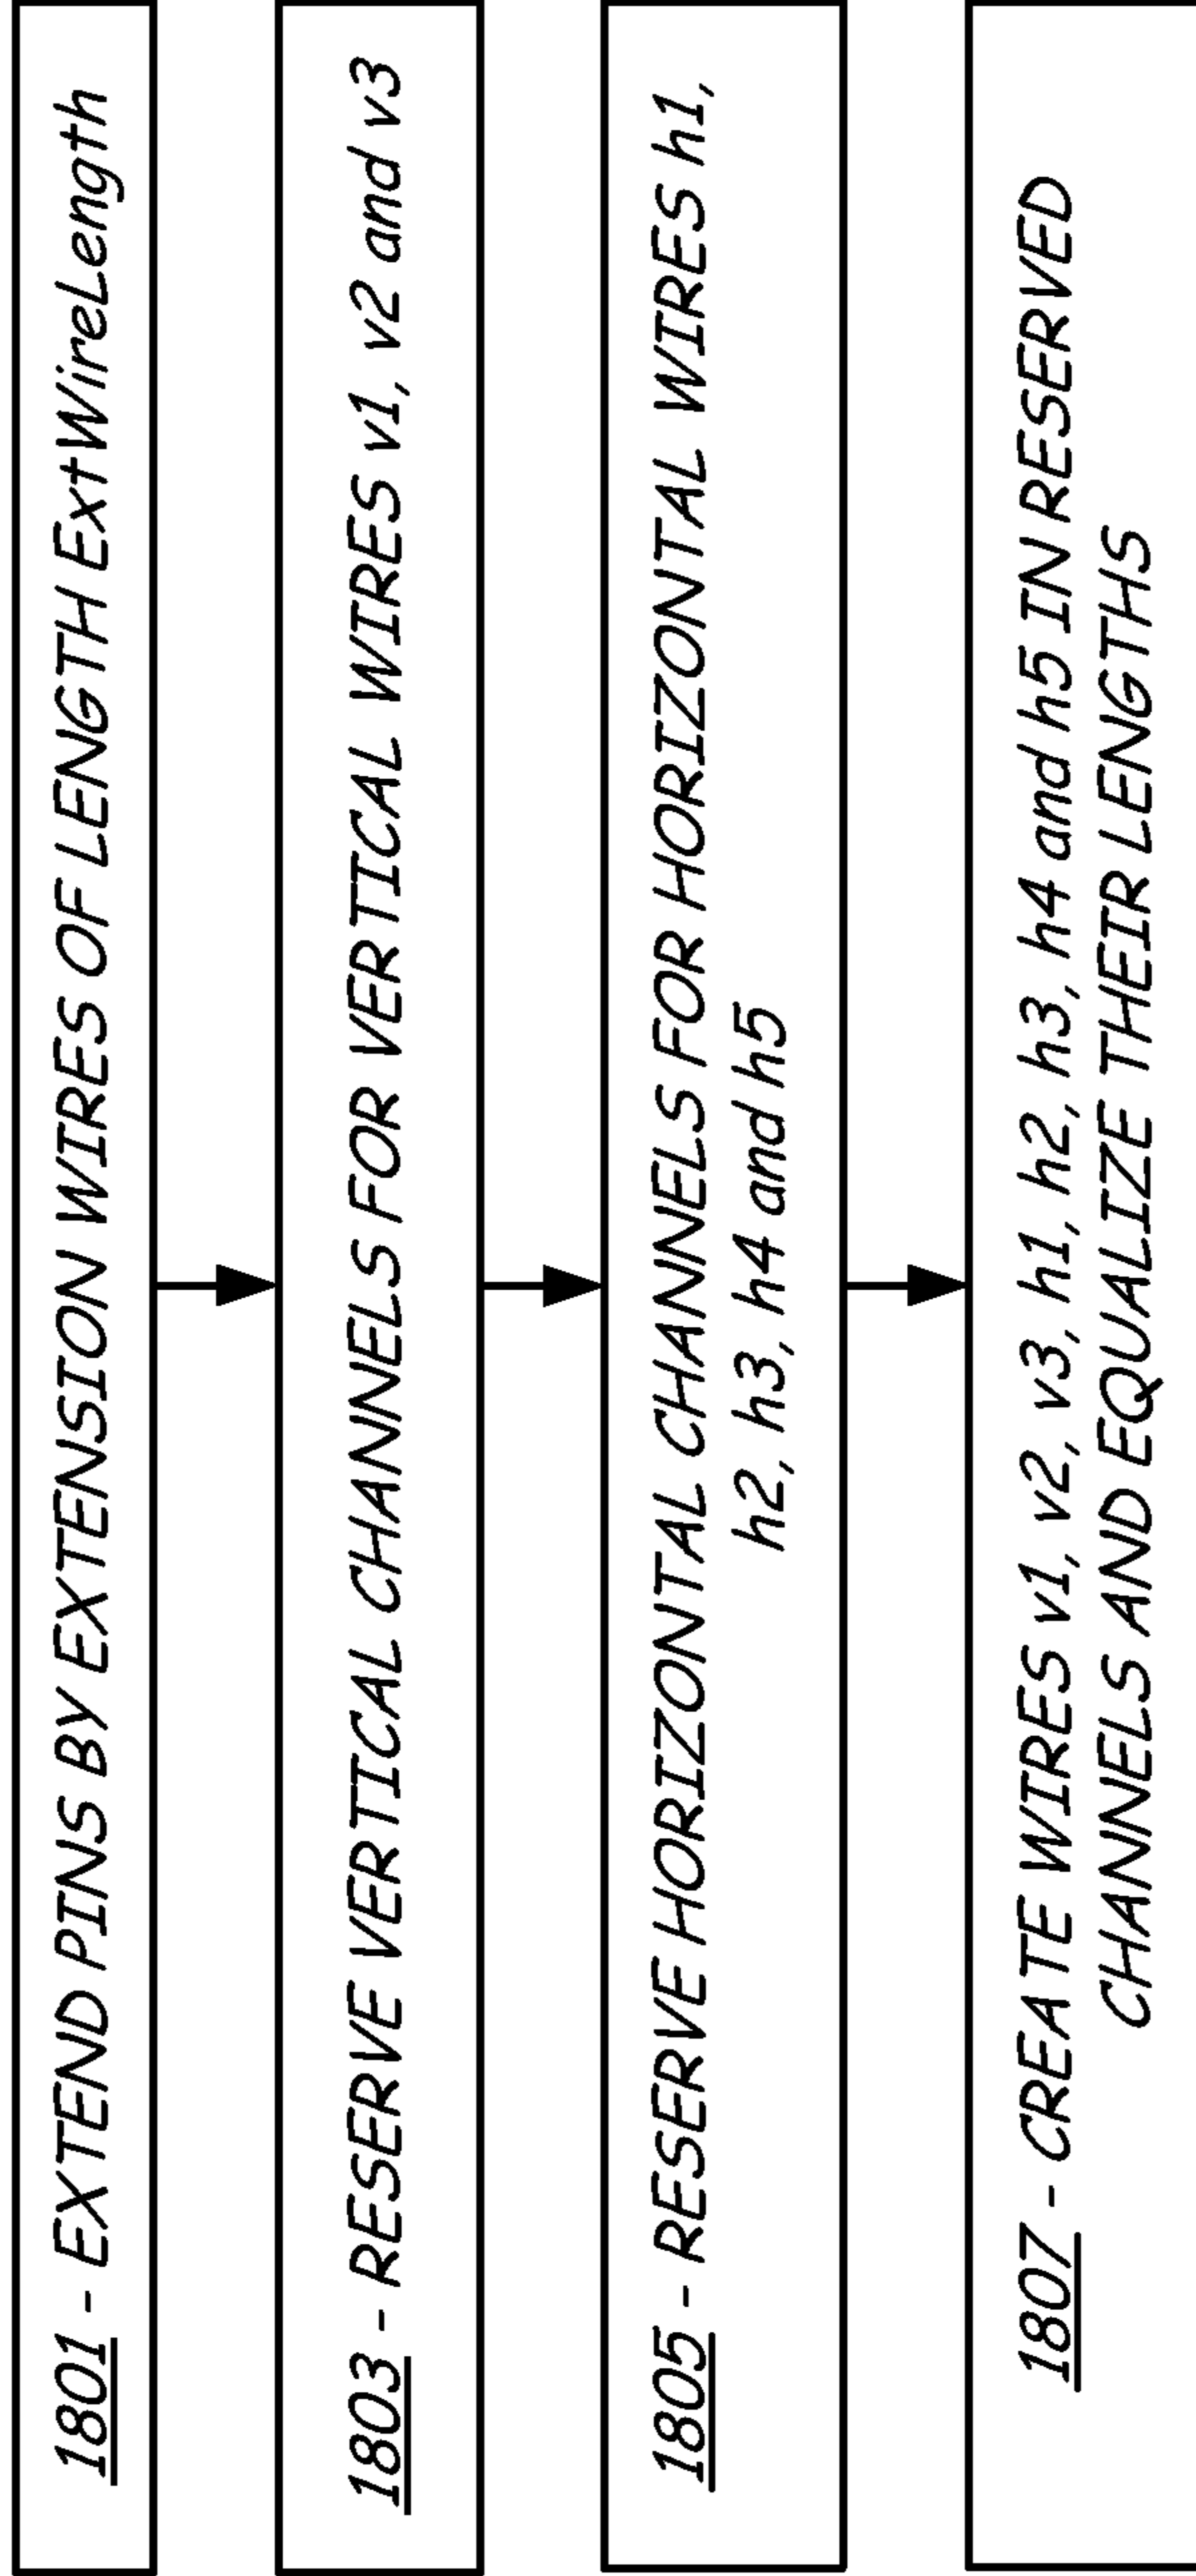 1801 - EXTEND PINS BY EXTENSION WIRES OF LENGTH ExtWireLength
1803 - RESERVE VERTICAL CHANNELS FOR VERTICAL WIRES v1, v2 and v3
1805 - RESERVE HORIZONTAL CHANNELS FOR HORIZONTAL WIRES h1,
h2, h3, h4 and h5
1807 - CREATE WIRES v1, v2, v3, h1, h2, h3, h4 and h5 IN RESERVED
CHANNELS AND EQUALIZE THEIR LENGTHS